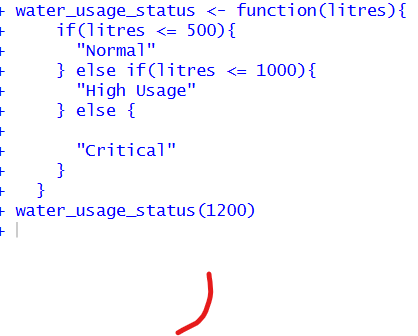 + water_usage_status <- function(litres){
+     if(litres <= 500){
+       "Normal"
+     } else if(litres <= 1000){
+       "High Usage"
+     } else {
+
+       "Critical"
+     }
+   }
+ water_usage_status(1200)
+